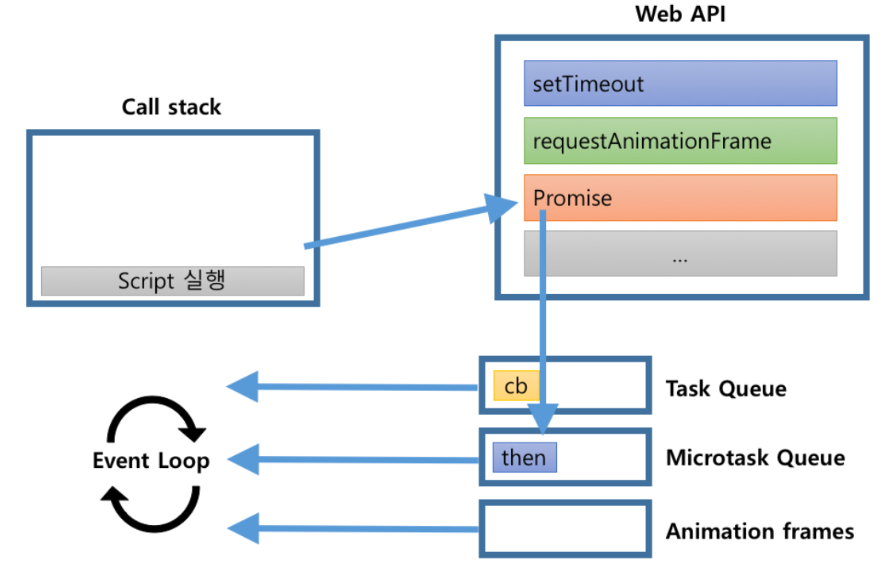 Web API
Call stack
setTimeout
requestAnimationFrame
Promise
...
Script 실행
cb
Task Queue
Event Loop
then
Microtask Queue
Animation frames